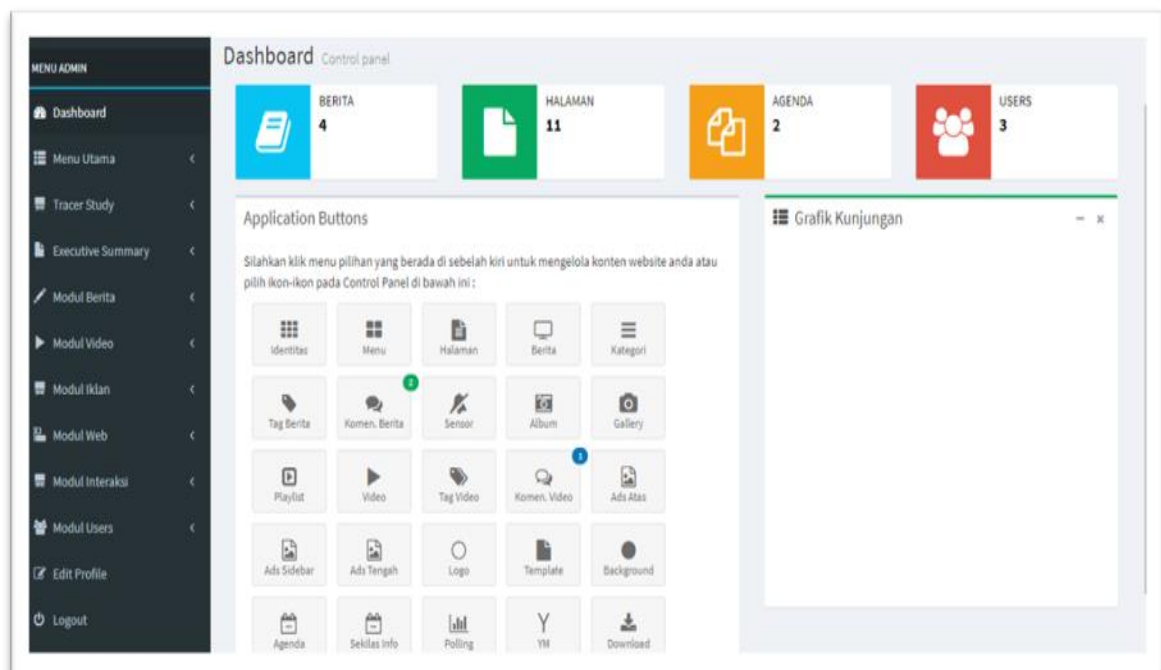 MENU ADMIN
Dashboard
Menu Utama
Tracer Study
Executive Summary
Modul Berita
Modul Video
Modul Iklan
Modul Web
Modul Interaksi
Modul Users
Edit Profile
Logout
Dashboard Control panel
BERITA
4
HALAMAN
11
AGENDA
2
USERS
3
Application Buttons
Silahkan klik menu pilihan yang berada di sebelah kiri untuk mengelola konten website anda atau
pilih ikon-ikon pada Control Panel di bawah ini :
Identitas
Menu
Halaman
Berita
Kategori
Tag Berita
2
Komen. Berita
Sensor
Album
Gallery
Playlist
Video
Tag Video
1
Komen. Video
Ads Atas
Ads Sidebar
Ads Tengah
Logo
Template
Background
Agenda
Sekilas Info
Polling
YM
Download
Grafik Kunjungan